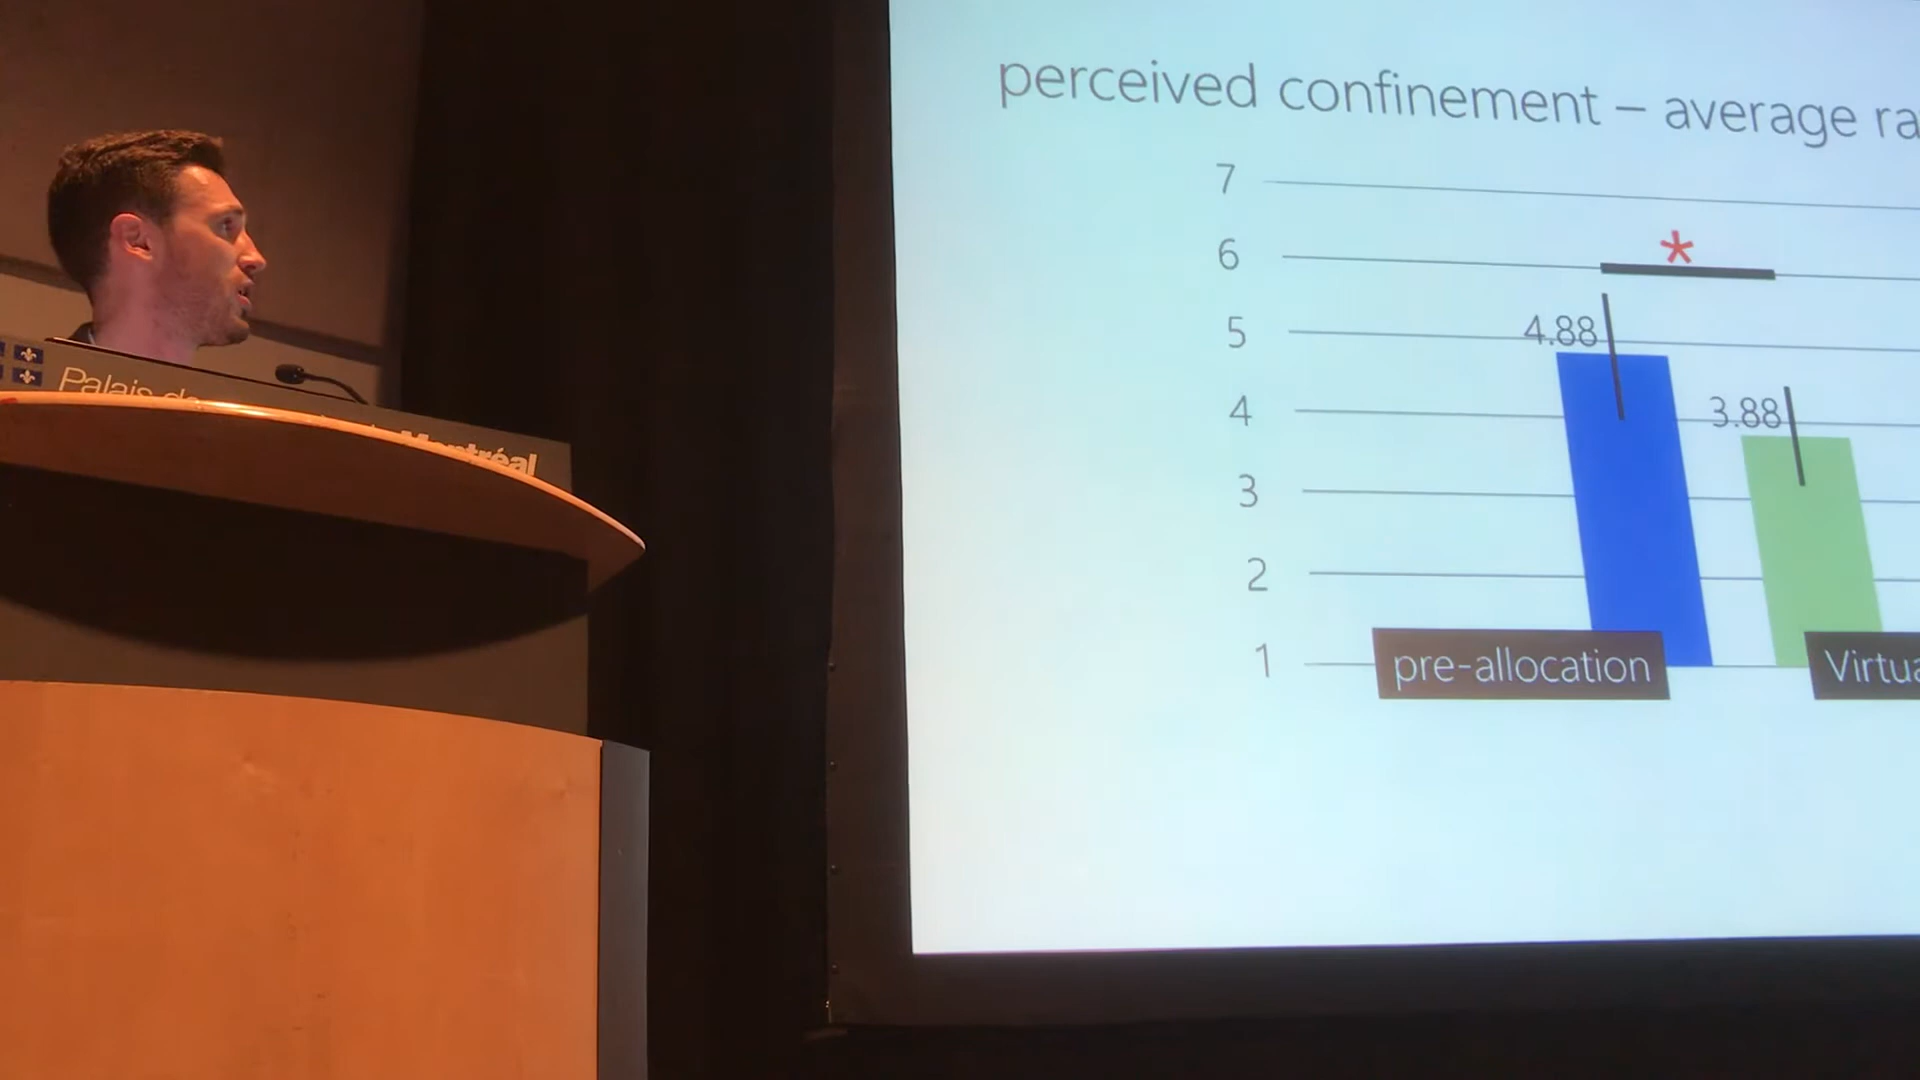 perceived confinement – average ra
7
6
*
5
4.88
4
3.88
3
2
1
pre-allocation
Virtua
Palais de
Montréal